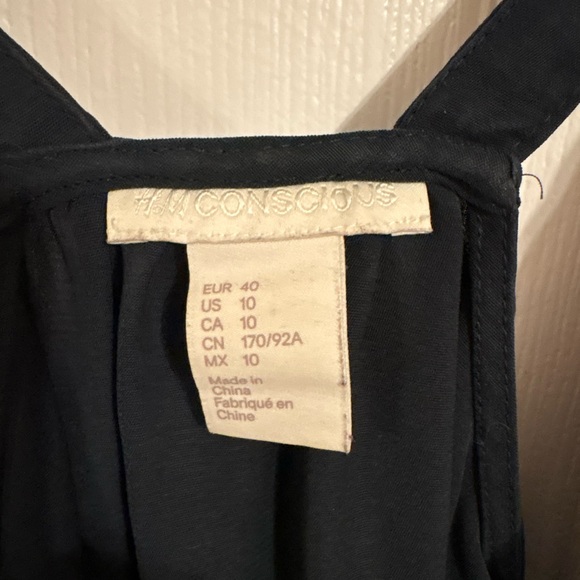 H&M CONSCIOUS
EUR 40
US 10
CA 10
CN 170/92A
MX 10
Made in
China
Fabriqué en
Chine